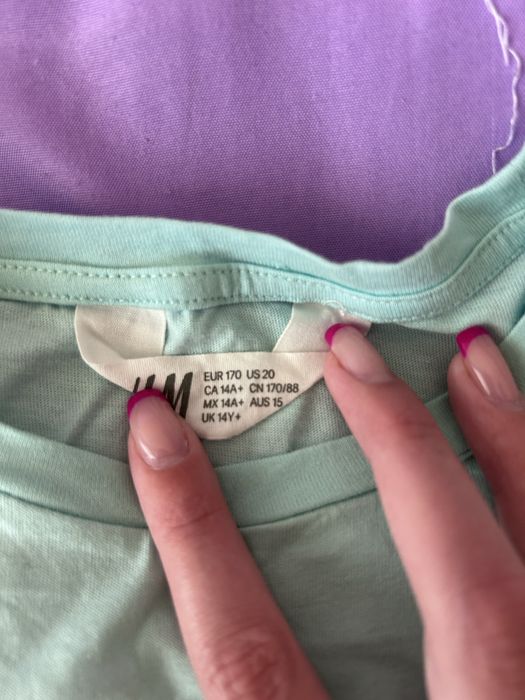 H&M
EUR 170 US 20
CA 14A+ CN 170/88
MX 14A+ AUS 15
UK 14Y+